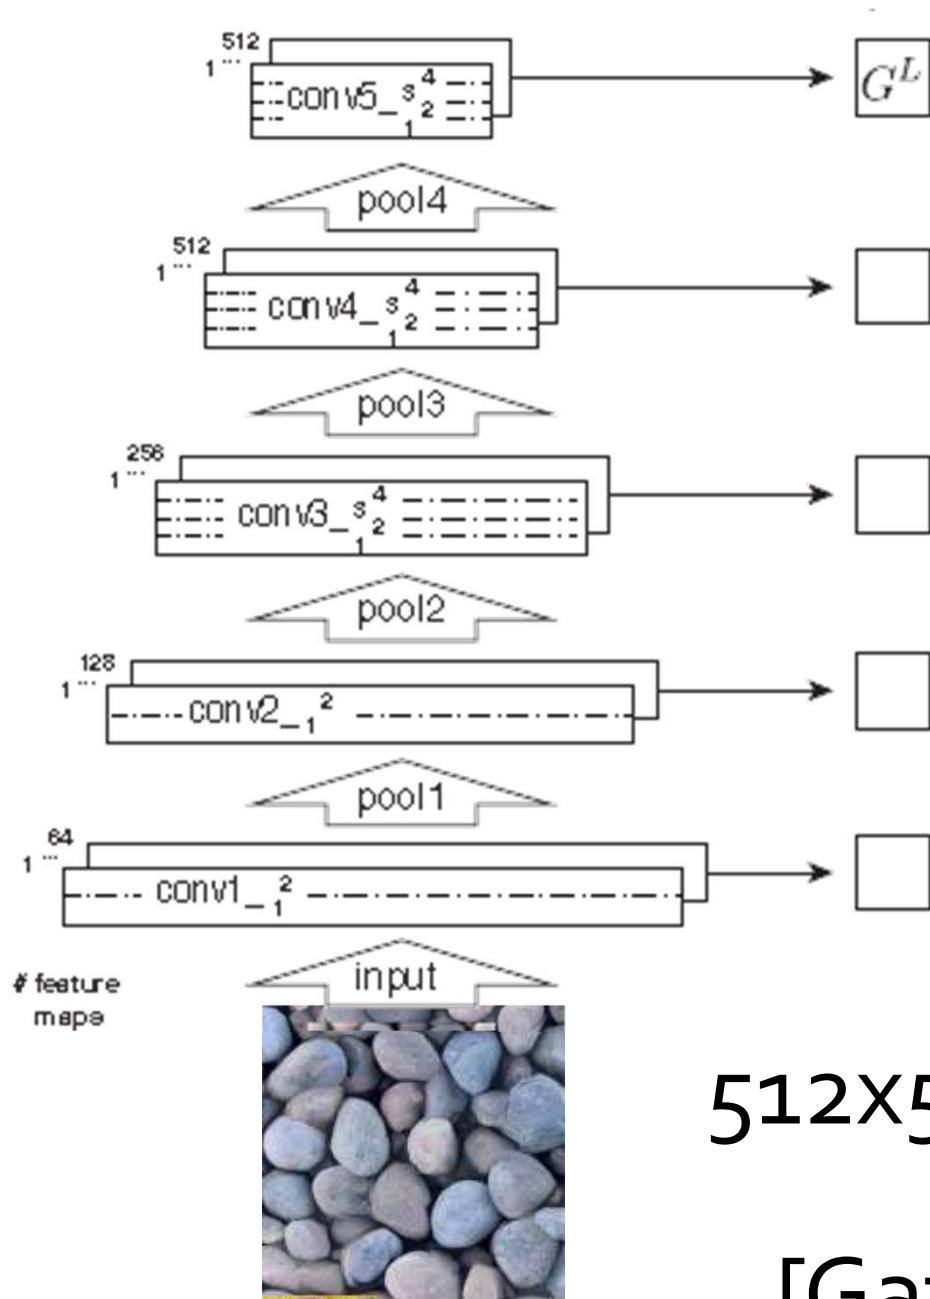 512
1 ...
conv5_ 1 2 3 4
G^L
pool4
512
1 ...
conv4_ 1 2 3 4
pool3
256
1 ...
conv3_ 1 2 3 4
pool2
128
1 ...
conv2_ 1 2
pool1
64
1 ...
conv1_ 1 2
# feature
maps
input
512x5
[Gat